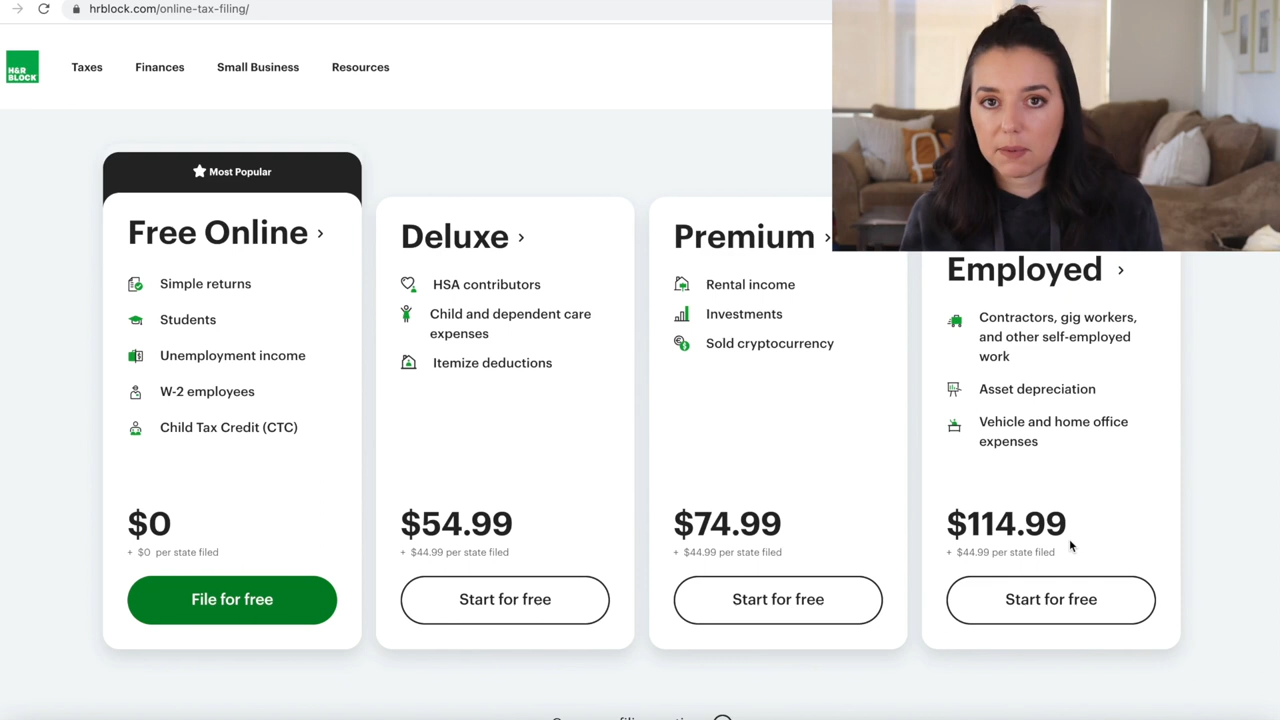 hrblock.com/online-tax-filing/
H&R
BLOCK
Taxes
Finances
Small Business
Resources
Most Popular
Free Online
Simple returns
Students
Unemployment income
W-2 employees
Child Tax Credit (CTC)
$0
+ $0 per state filed
File for free
Deluxe
HSA contributors
Child and dependent care
expenses
Itemize deductions
$54.99
+ $44.99 per state filed
Start for free
Premium
Rental income
Investments
Sold cryptocurrency
$74.99
+ $44.99 per state filed
Start for free
Employed
Contractors, gig workers,
and other self-employed
work
Asset depreciation
Vehicle and home office
expenses
$114.99
+ $44.99 per state filed
Start for free